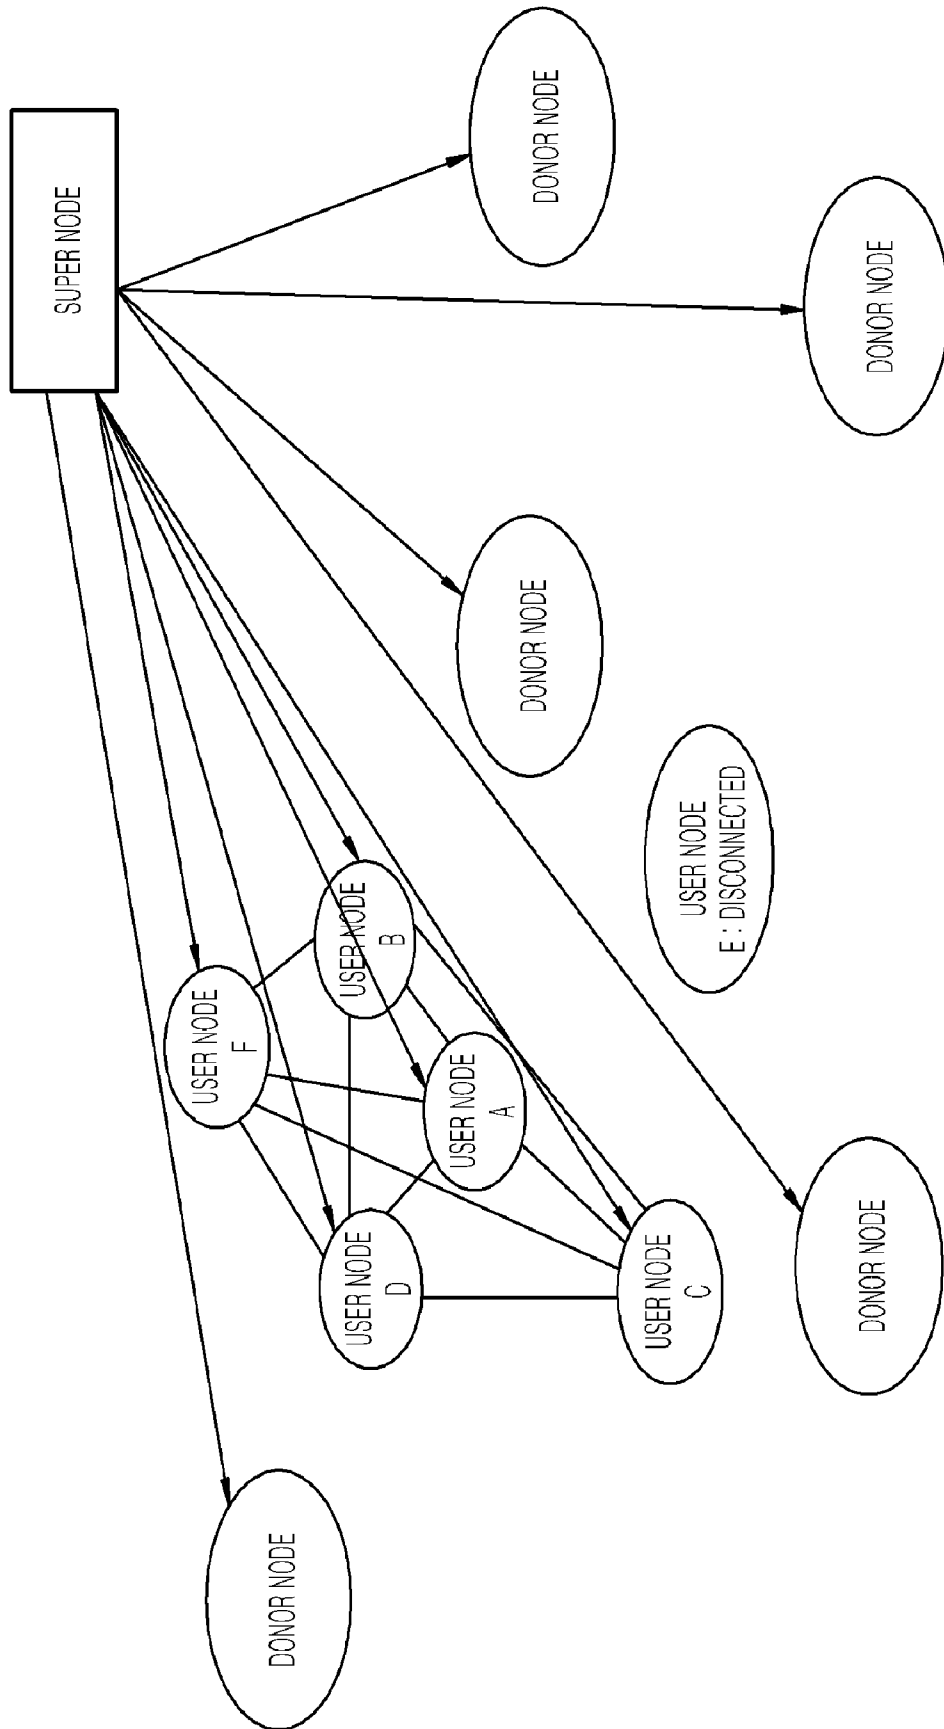 SUPER NODE
USER NODE
F
DONOR NODE
USER NODE
D
USER NODE
B
USER NODE
A
DONOR NODE
DONOR NODE
USER NODE
C
USER NODE
E : DISCONNECTED
DONOR NODE
DONOR NODE